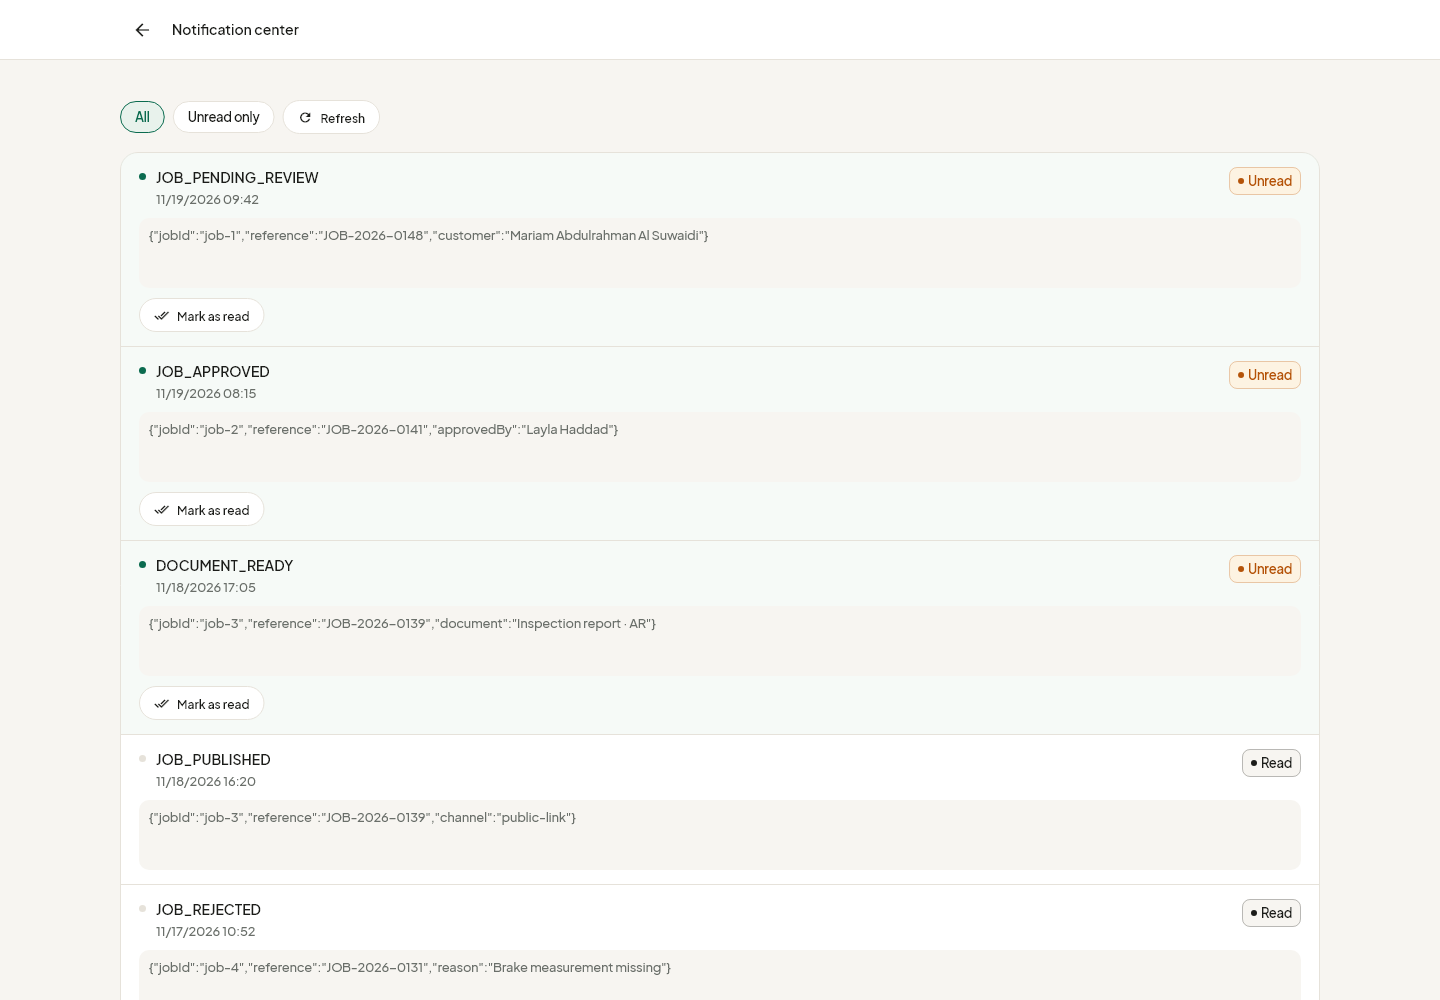 Notification center
All
Unread only
Refresh
JOB_PENDING_REVIEW
Unread
11/19/2026 09:42
{"jobId":"job-1","reference":"JOB-2026-0148","customer":"Mariam Abdulrahman Al Suwaidi"}
Mark as read
JOB_APPROVED
Unread
11/19/2026 08:15
{"jobId":"job-2","reference":"JOB-2026-0141","approvedBy":"Layla Haddad"}
Mark as read
DOCUMENT_READY
Unread
11/18/2026 17:05
{"jobId":"job-3","reference":"JOB-2026-0139","document":"Inspection report · AR"}
Mark as read
JOB_PUBLISHED
Read
11/18/2026 16:20
{"jobId":"job-3","reference":"JOB-2026-0139","channel":"public-link"}
JOB_REJECTED
Read
11/17/2026 10:52
{"jobId":"job-4","reference":"JOB-2026-0131","reason":"Brake measurement missing"}